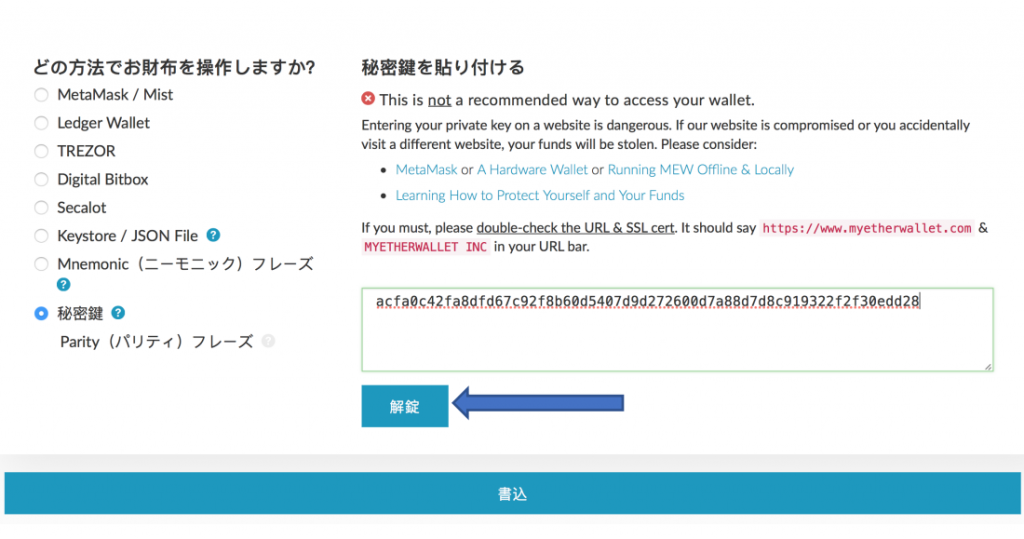 どの方法でお財布を操作しますか?
MetaMask / Mist
Ledger Wallet
TREZOR
Digital Bitbox
Secalot
Keystore / JSON File ?
Mnemonic（ニーモニック）フレーズ
?
秘密鍵 ?
Parity（パリティ）フレーズ ?
秘密鍵を貼り付ける
This is not a recommended way to access your wallet.
Entering your private key on a website is dangerous. If our website is compromised or you accidentally
visit a different website, your funds will be stolen. Please consider:
• MetaMask or A Hardware Wallet or Running MEW Offline & Locally
• Learning How to Protect Yourself and Your Funds
If you must, please double-check the URL & SSL cert. It should say https://www.myetherwallet.com &
MYETHERWALLET INC in your URL bar.
acfa0c42fa8dfd67c92f8b60d5407d9d272600d7a88d7d8c919322f2f30edd28
解錠
書込